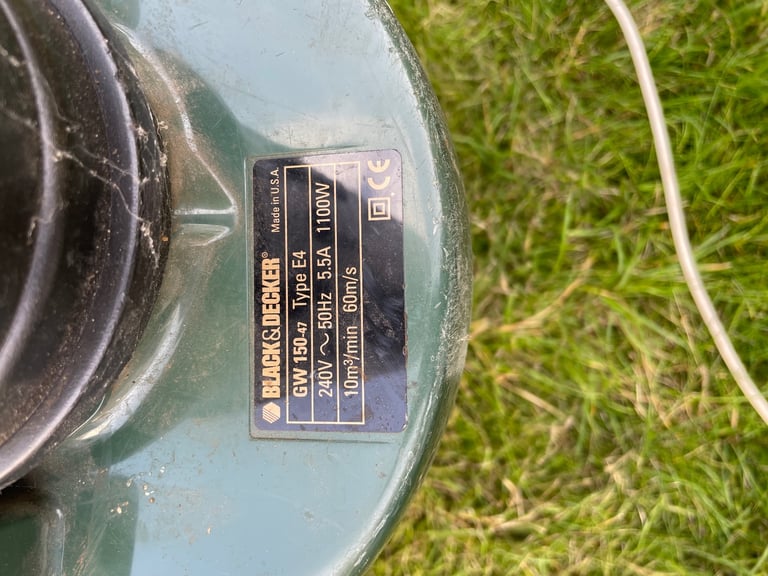 BLACK&DECKER® Made in U.S.A.
GW 150-47 Type E4
240V ~ 50Hz 5.5A 1100W
10m³/min 60m/s
CE